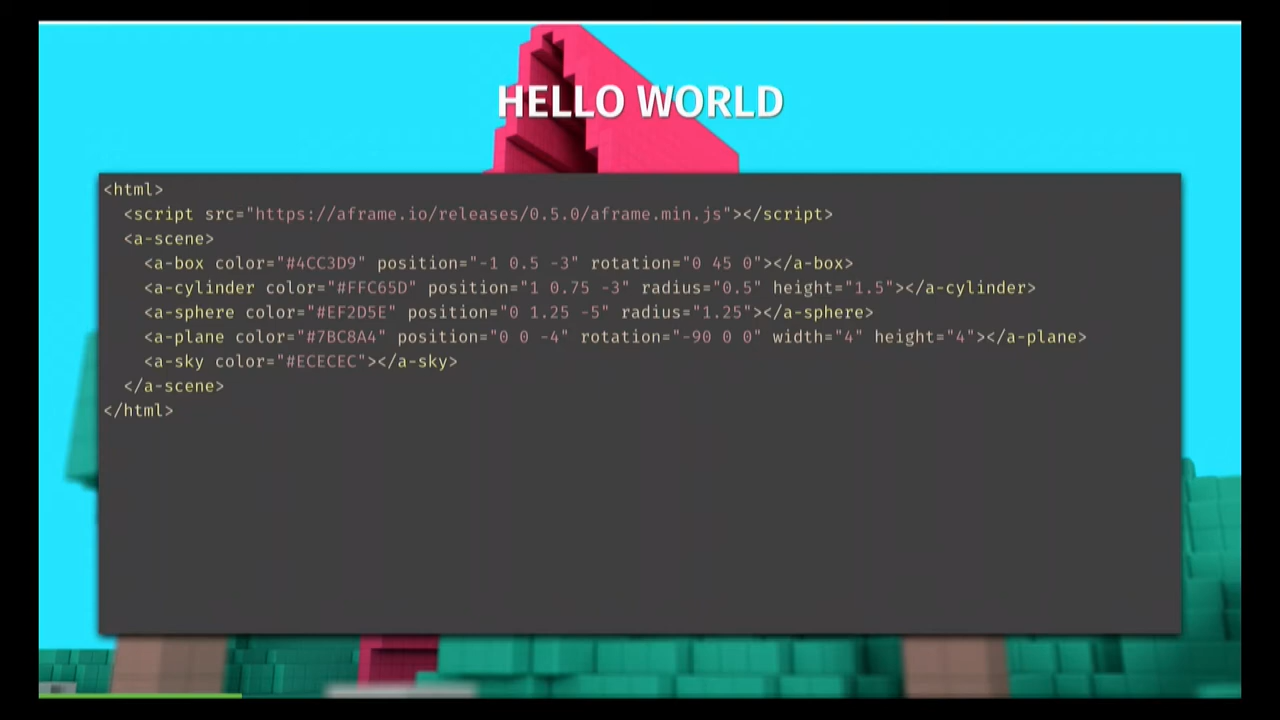 HELLO WORLD
<html>
<script src="https://aframe.io/releases/0.5.0/aframe.min.js"></script>
<a-scene>
<a-box color="#4CC3D9" position="-1 0.5 -3" rotation="0 45 0"></a-box>
<a-cylinder color="#FFC65D" position="1 0.75 -3" radius="0.5" height="1.5"></a-cylinder>
<a-sphere color="#EF2D5E" position="0 1.25 -5" radius="1.25"></a-sphere>
<a-plane color="#7BC8A4" position="0 0 -4" rotation="-90 0 0" width="4" height="4"></a-plane>
<a-sky color="#ECECEC"></a-sky>
</a-scene>
</html>